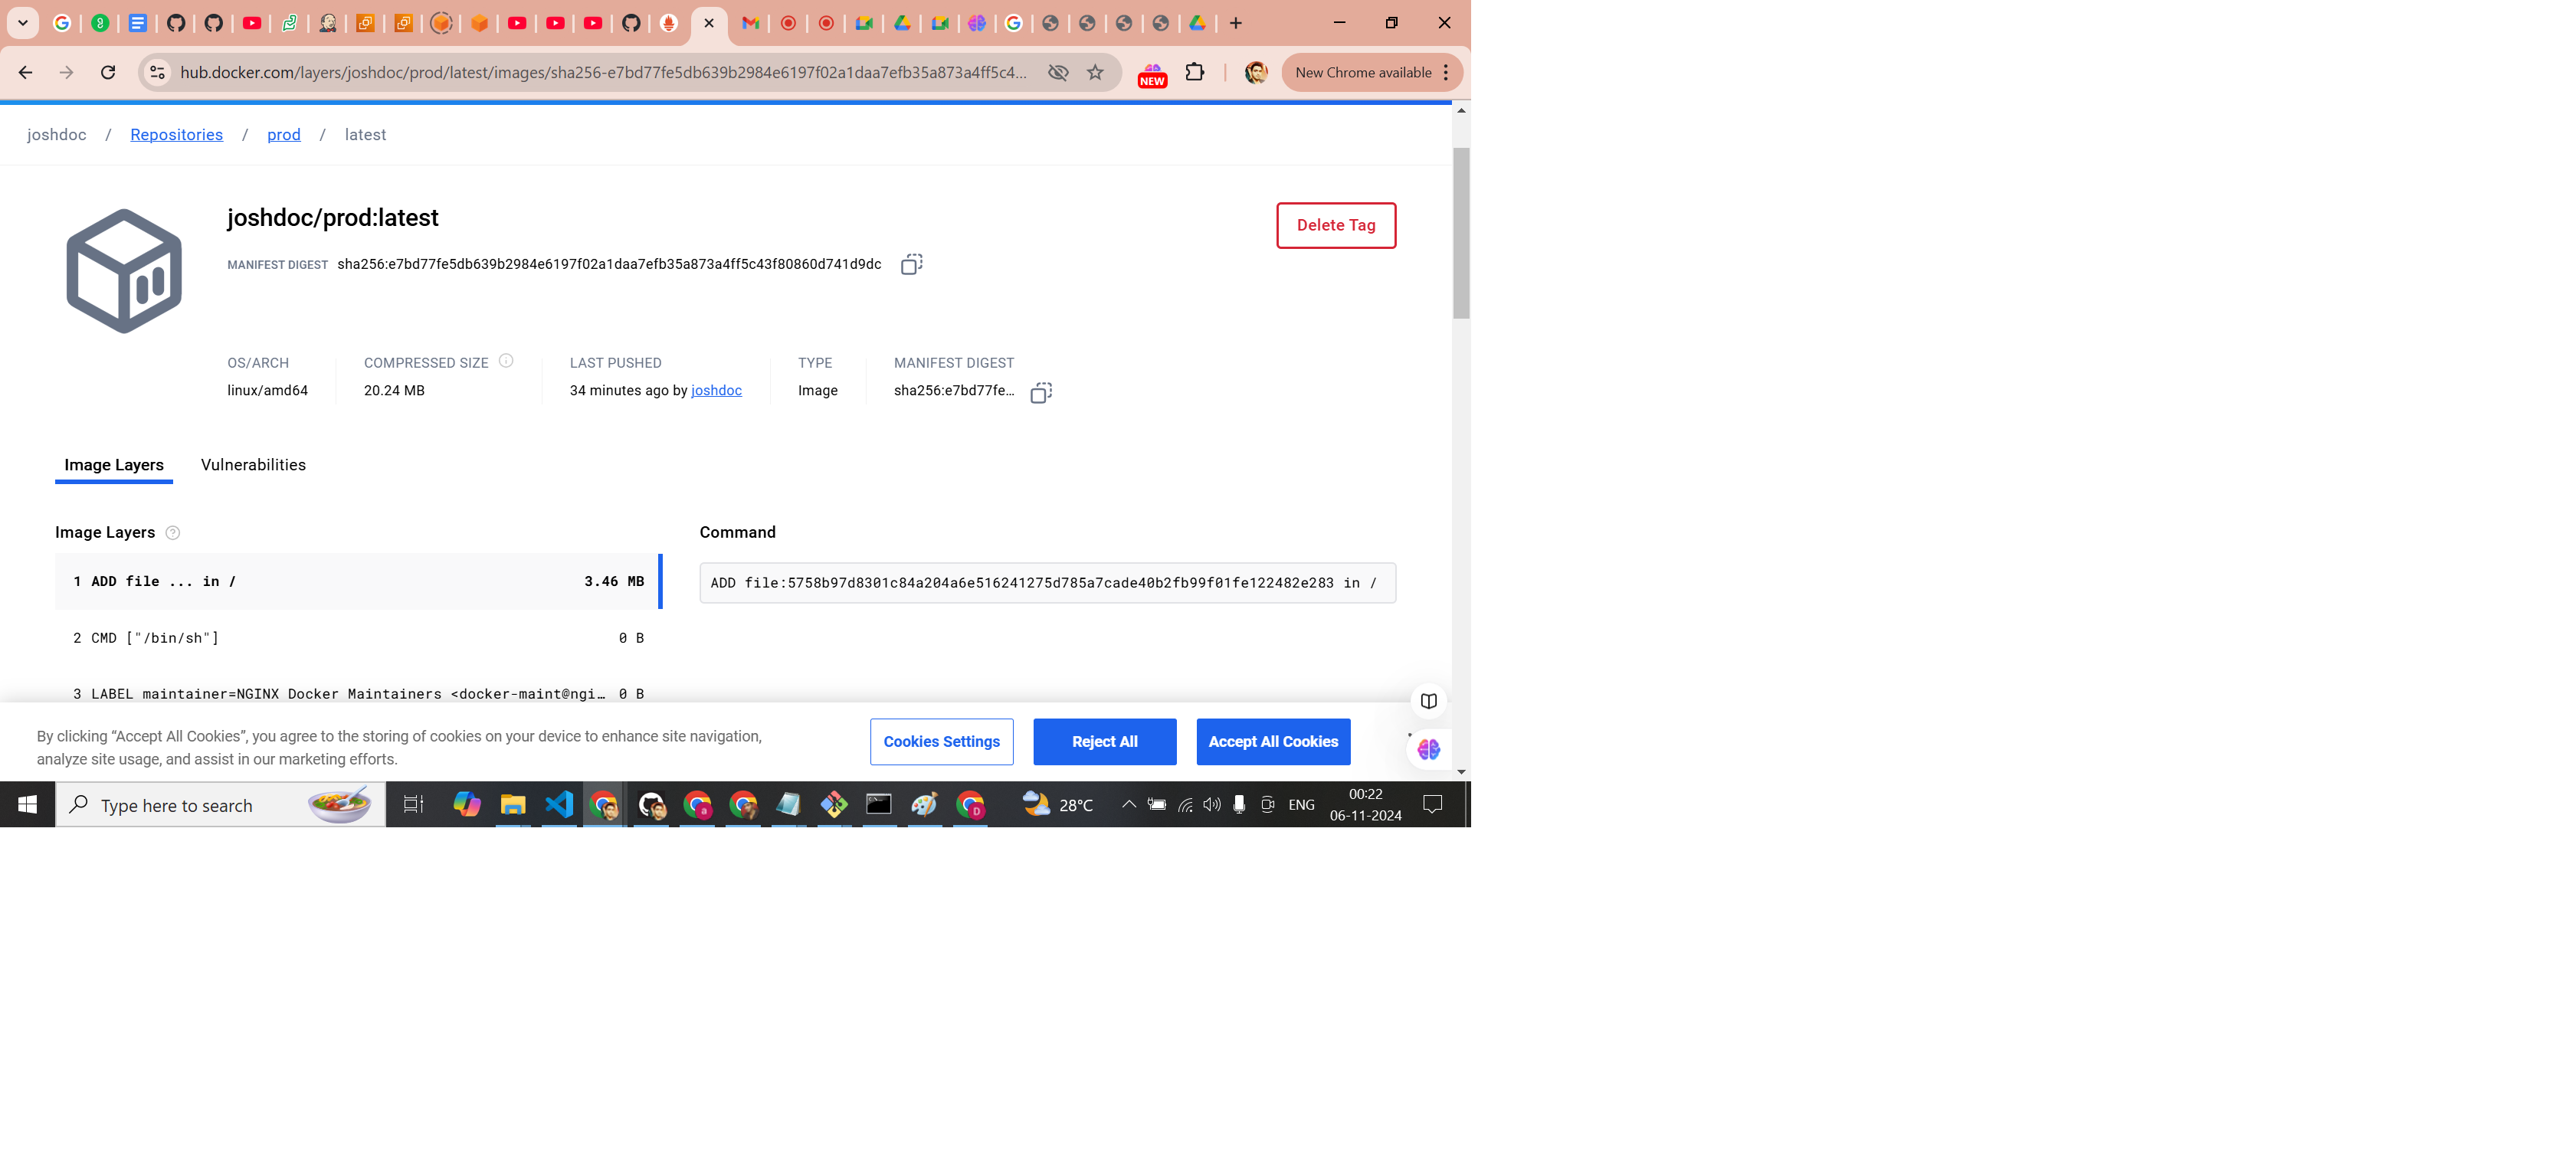 hub.docker.com/layers/joshdoc/prod/latest/images/sha256-e7bd77fe5db639b2984e6197f02a1daa7efb35a873a4ff5c4...
NEW
New Chrome available
joshdoc / Repositories / prod / latest
joshdoc/prod:latest
Delete Tag
MANIFEST DIGEST sha256:e7bd77fe5db639b2984e6197f02a1daa7efb35a873a4ff5c43f80860d741d9dc
OS/ARCH COMPRESSED SIZE LAST PUSHED TYPE MANIFEST DIGEST
linux/amd64 20.24 MB 34 minutes ago by joshdoc Image sha256:e7bd77fe...
Image Layers Vulnerabilities
Image Layers Command
1 ADD file ... in / 3.46 MB
ADD file:5758b97d8301c84a204a6e516241275d785a7cade40b2fb99f01fe122482e283 in /
2 CMD ["/bin/sh"] 0 B
3 LABEL maintainer=NGINX Docker Maintainers <docker-maint@ngi... 0 B
By clicking “Accept All Cookies”, you agree to the storing of cookies on your device to enhance site navigation,
analyze site usage, and assist in our marketing efforts.
Cookies Settings Reject All Accept All Cookies
Type here to search
28°C
ENG
00:22
06-11-2024